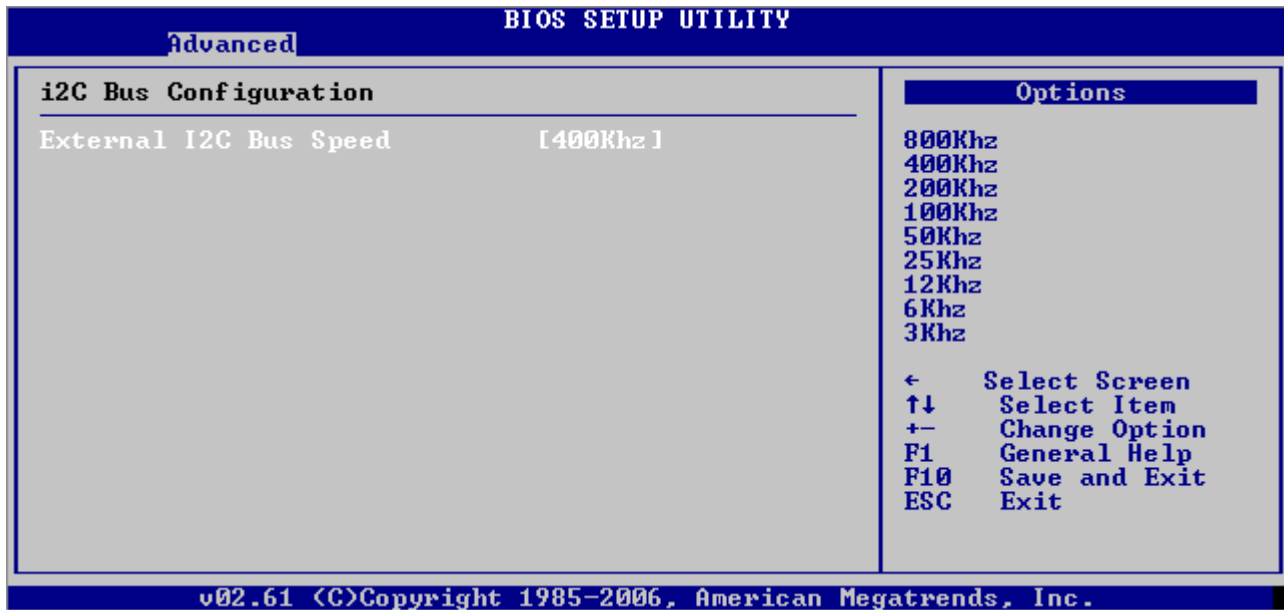 BIOS SETUP UTILITY
Advanced
i2C Bus Configuration
External I2C Bus Speed [400Khz]
Options
800Khz
400Khz
200Khz
100Khz
50Khz
25Khz
12Khz
6Khz
3Khz
← Select Screen
↑↓ Select Item
+- Change Option
F1 General Help
F10 Save and Exit
ESC Exit
v02.61 (C)Copyright 1985-2006, American Megatrends, Inc.